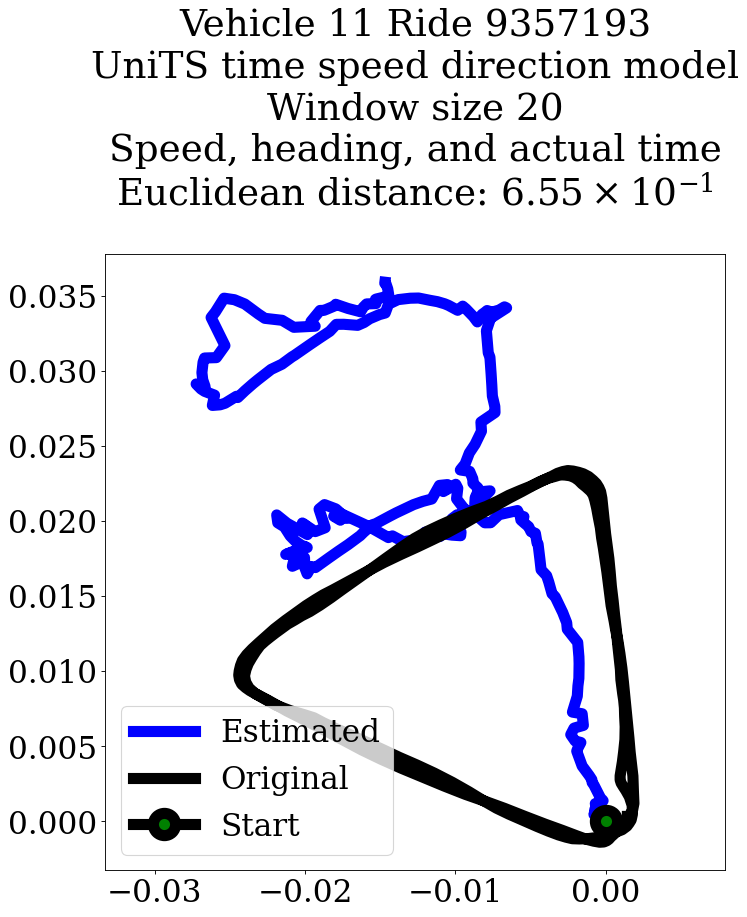 Vehicle 11 Ride 9357193
UniTS time speed direction model
Window size 20
Speed, heading, and actual time
Euclidean distance: 6.55 × 10⁻¹
0.035
0.030
0.025
0.020
0.015
0.010
0.005
0.000
Estimated
Original
Start
−0.03 −0.02 −0.01 0.00